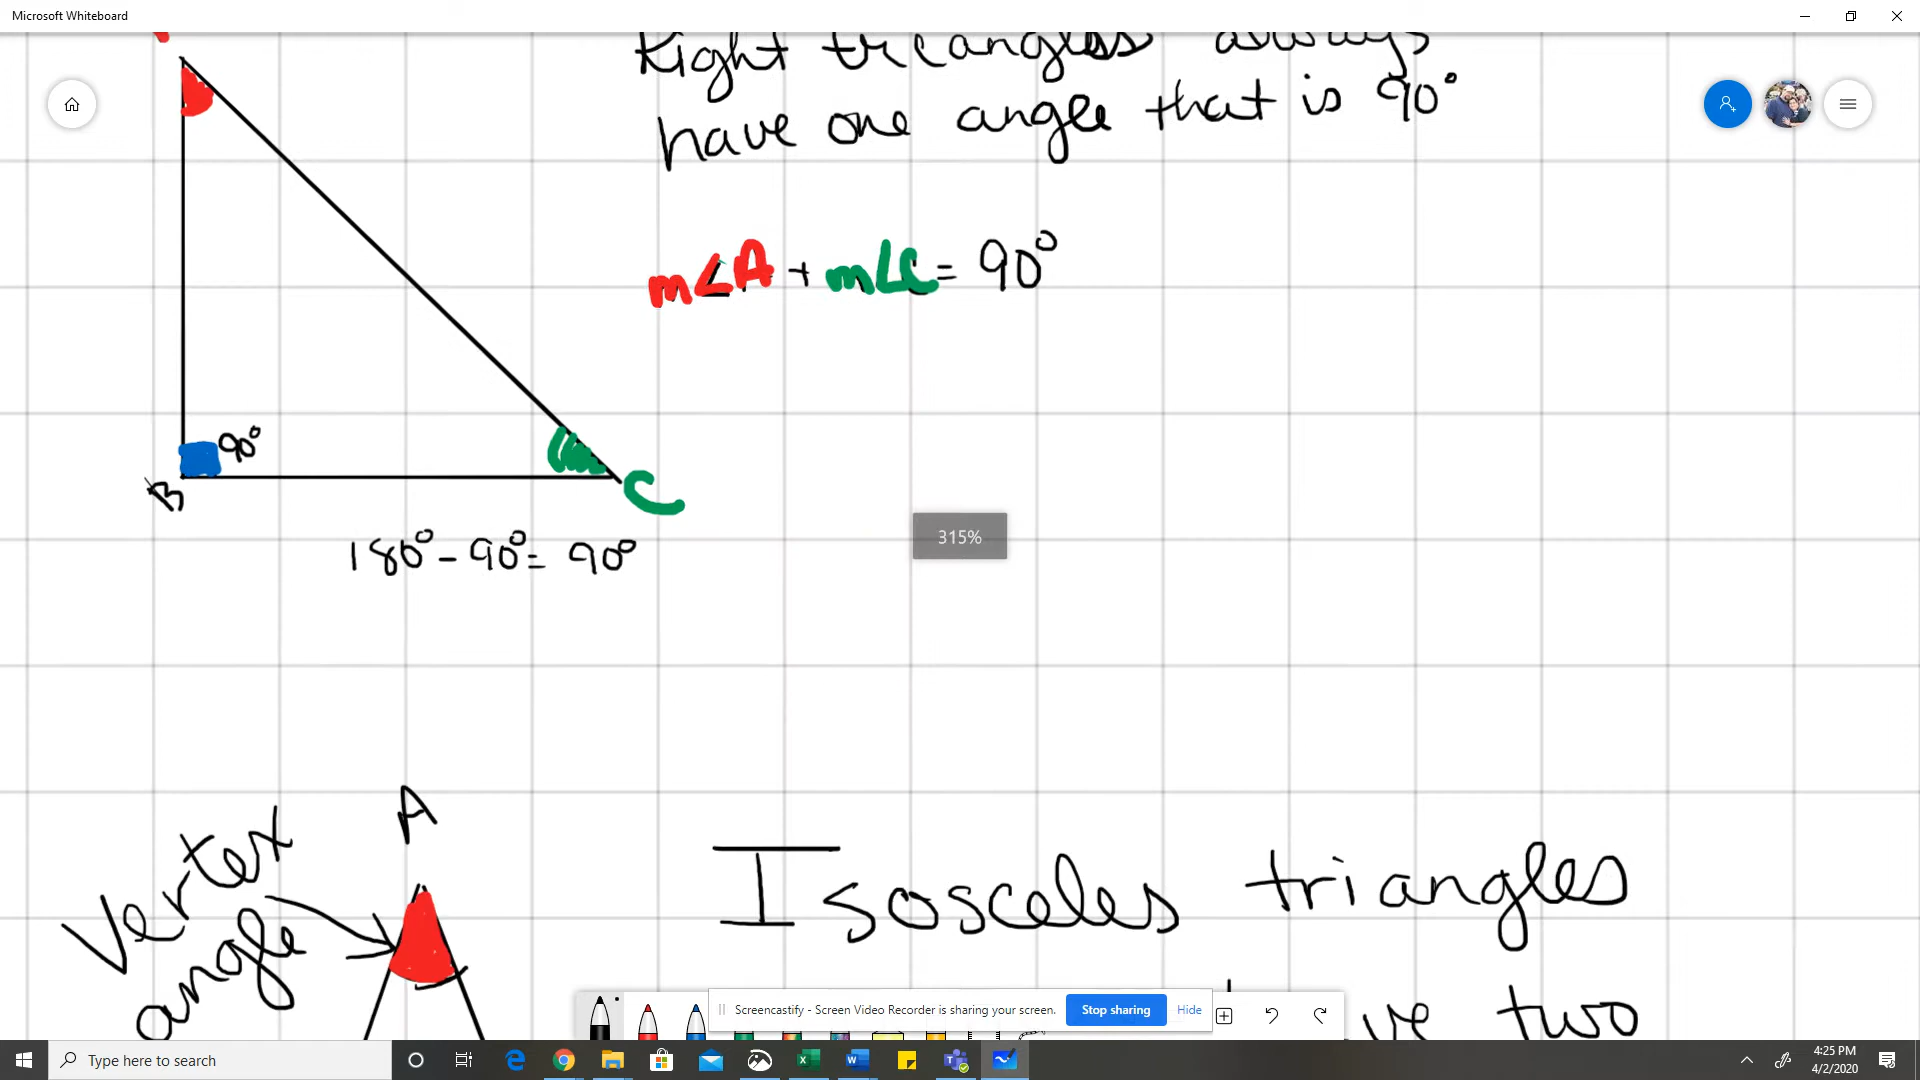 Microsoft Whiteboard
Right triangles always
have one angle that is 90°
m∠A + m∠C = 90°
90°
B
C
180° - 90° = 90°
315%
A
Vertex
angle
Isosceles triangles
two
Screencastify - Screen Video Recorder is sharing your screen.
Stop sharing
Hide
Type here to search
4:25 PM
4/2/2020